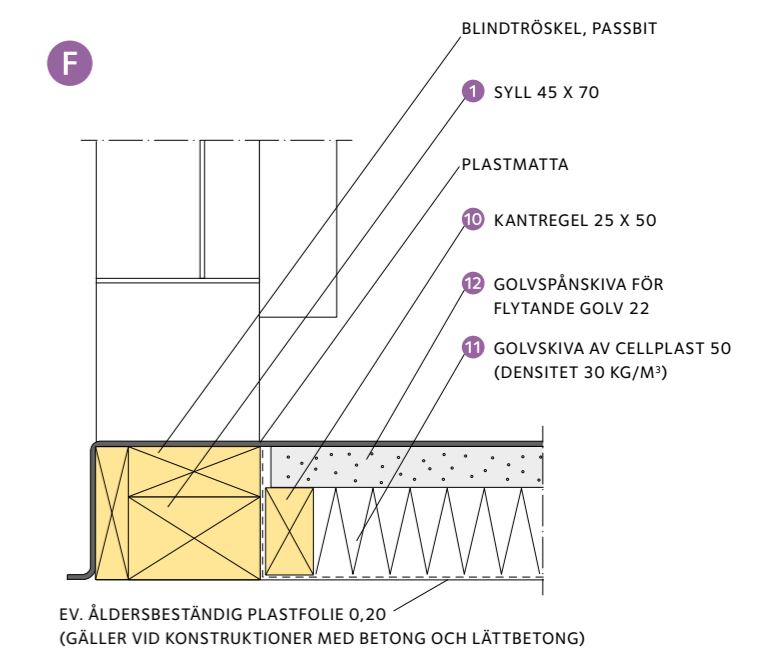 F
BLINDTRÖSKEL, PASSBIT
1 SYLL 45 X 70
PLASTMATTA
10 KANTREGEL 25 X 50
12 GOLVSPÅNSKIVA FÖR
FLYTANDE GOLV 22
11 GOLVSKIVA AV CELLPLAST 50
(DENSITET 30 KG/M³)
EV. ÅLDERSBESTÄNDIG PLASTFOLIE 0,20
(GÄLLER VID KONSTRUKTIONER MED BETONG OCH LÄTTBETONG)